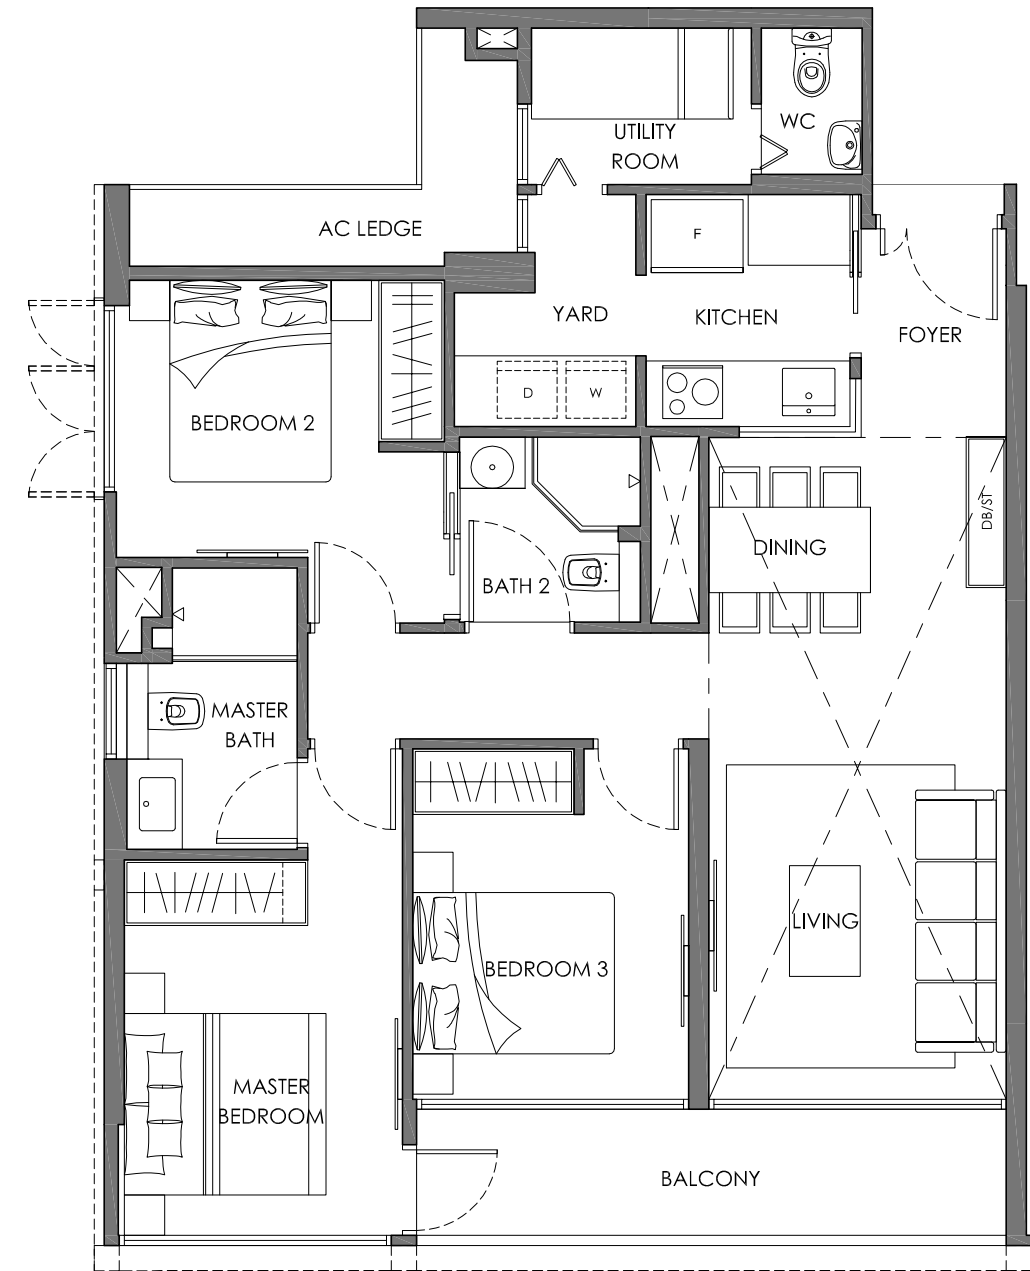 WC
UTILITY
ROOM
AC LEDGE
F
YARD
KITCHEN
FOYER
D
W
BEDROOM 2
DB/ST
DINING
BATH 2
MASTER
BATH
LIVING
BEDROOM 3
MASTER
BEDROOM
BALCONY